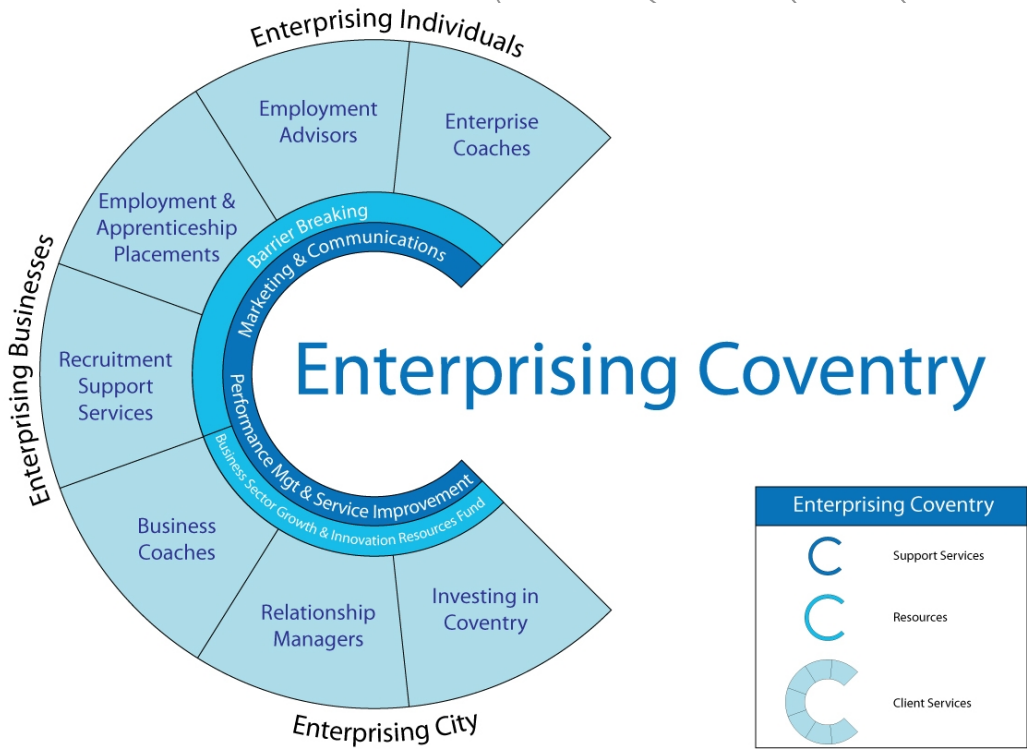 Enterprising Individuals
Employment
Advisors
Enterprise
Coaches
Employment &
Apprenticeship
Placements
Barrier Breaking
Marketing & Communications
Enterprising Businesses
Recruitment
Support
Services
Enterprising Coventry
Performance Mgt & Service Improvement
Business Sector Growth & Innovation Resources Fund
Business
Coaches
Relationship
Managers
Investing in
Coventry
Enterprising City
Enterprising Coventry
Support Services
Resources
Client Services